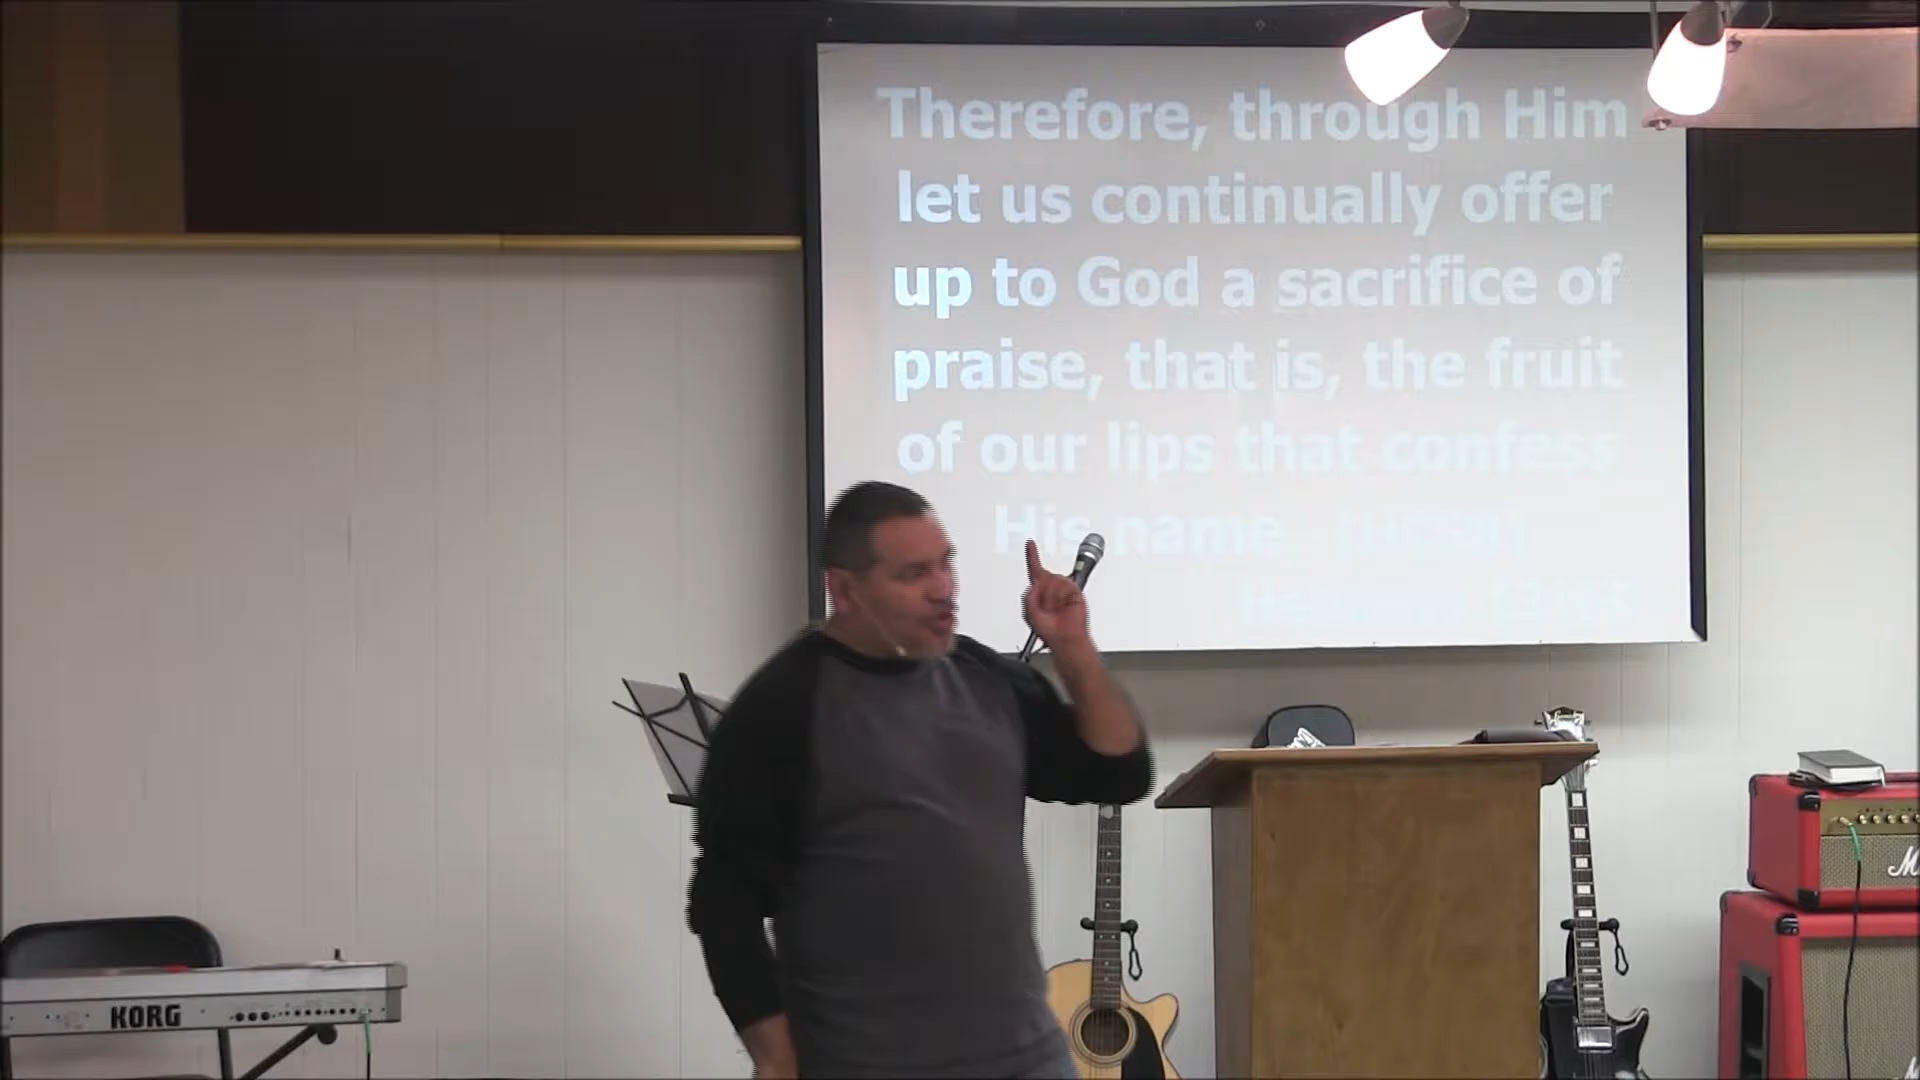 Therefore, through Him
let us continually offer
up to God a sacrifice of
praise, that is, the fruit
of our lips that confess
His name (HCSB)
KORG